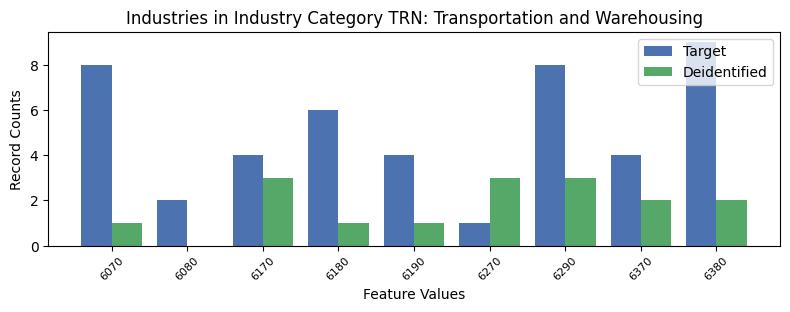 Industries in Industry Category TRN: Transportation and Warehousing
Target
Deidentified
Record Counts
8
6
4
2
0
6070
6080
6170
6180
6190
6270
6290
6370
6380
Feature Values